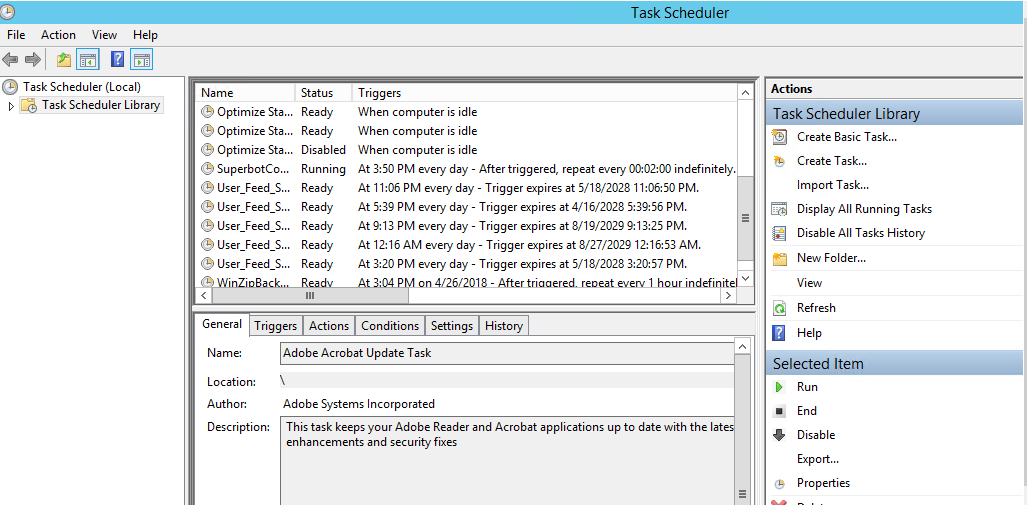 Task Scheduler
File Action View Help
Task Scheduler (Local)
Task Scheduler Library
Name Status Triggers
Optimize Sta... Ready When computer is idle
Optimize Sta... Ready When computer is idle
Optimize Sta... Disabled When computer is idle
SuperbotCo... Running At 3:50 PM every day - After triggered, repeat every 00:02:00 indefinitely.
User_Feed_S... Ready At 11:06 PM every day - Trigger expires at 5/18/2028 11:06:50 PM.
User_Feed_S... Ready At 5:39 PM every day - Trigger expires at 4/16/2028 5:39:56 PM.
User_Feed_S... Ready At 9:13 PM every day - Trigger expires at 8/19/2029 9:13:25 PM.
User_Feed_S... Ready At 12:16 AM every day - Trigger expires at 8/27/2029 12:16:53 AM.
User_Feed_S... Ready At 3:20 PM every day - Trigger expires at 5/18/2028 3:20:57 PM.
WinZipBack... Ready At 3:04 PM on 4/26/2018 - After triggered, repeat every 1 hour indefinitel
General Triggers Actions Conditions Settings History
Name: Adobe Acrobat Update Task
Location: \
Author: Adobe Systems Incorporated
Description: This task keeps your Adobe Reader and Acrobat applications up to date with the lates
enhancements and security fixes
Actions
Task Scheduler Library
Create Basic Task...
Create Task...
Import Task...
Display All Running Tasks
Disable All Tasks History
New Folder...
View
Refresh
Help
Selected Item
Run
End
Disable
Export...
Properties